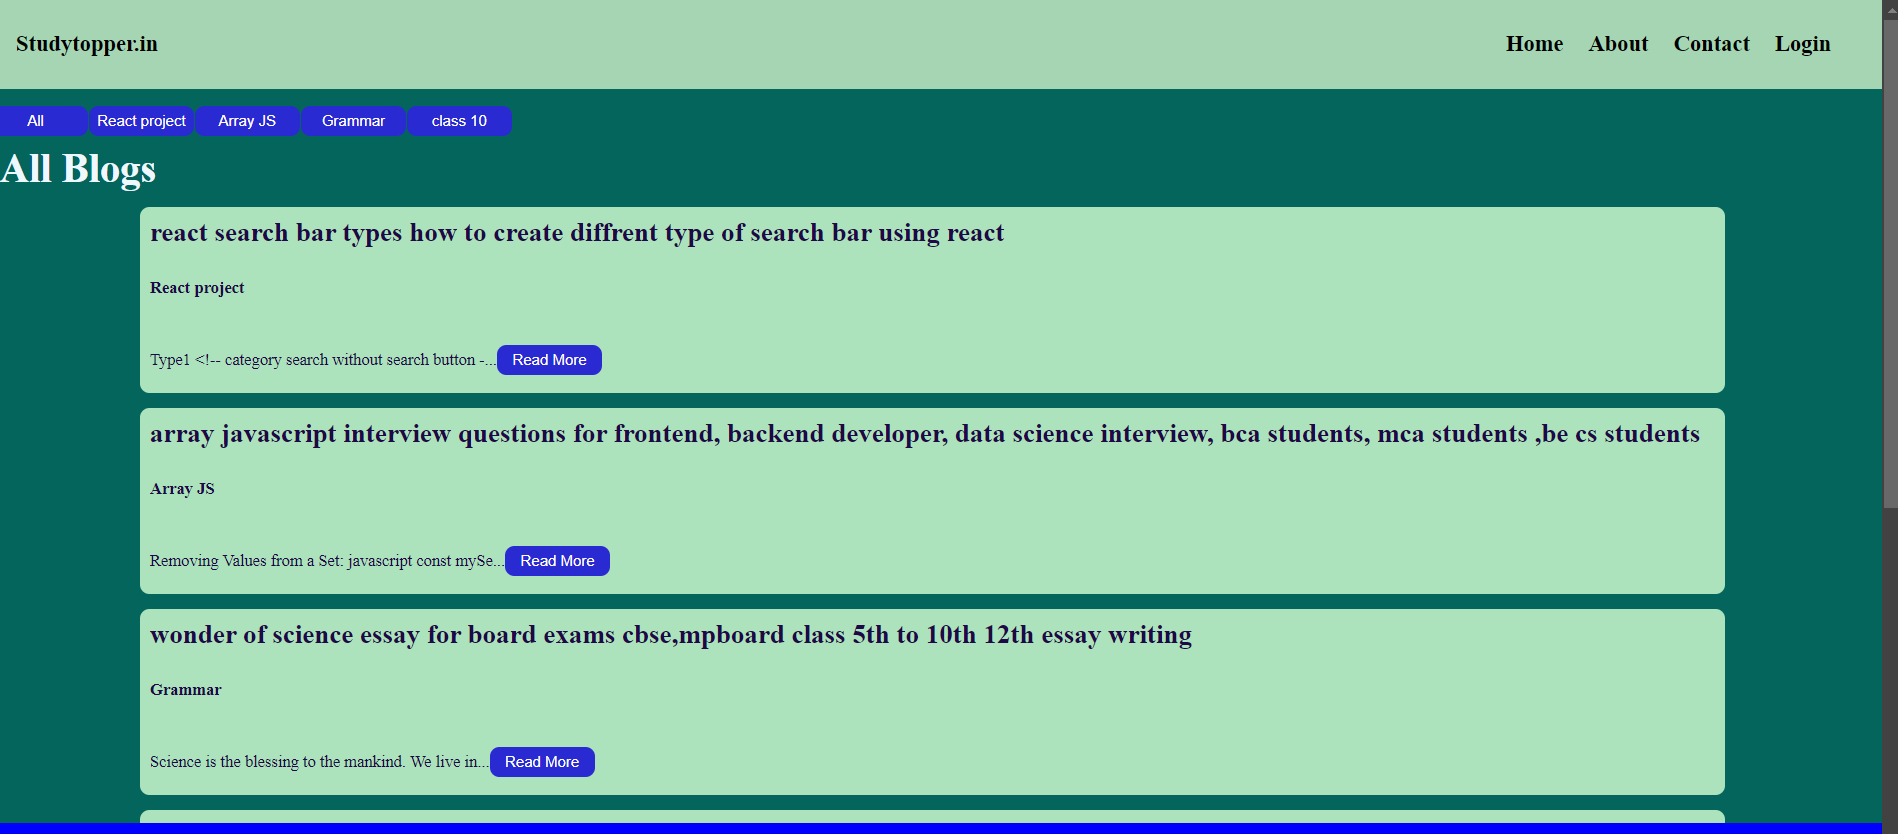 Studytopper.in
Home About Contact Login
All React project Array JS Grammar class 10
All Blogs
react search bar types how to create diffrent type of search bar using react
React project
Type1 <!-- category search without search button -... Read More
array javascript interview questions for frontend, backend developer, data science interview, bca students, mca students ,be cs students
Array JS
Removing Values from a Set: javascript const mySe... Read More
wonder of science essay for board exams cbse,mpboard class 5th to 10th 12th essay writing
Grammar
Science is the blessing to the mankind. We live in... Read More